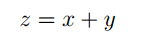 z = x + y